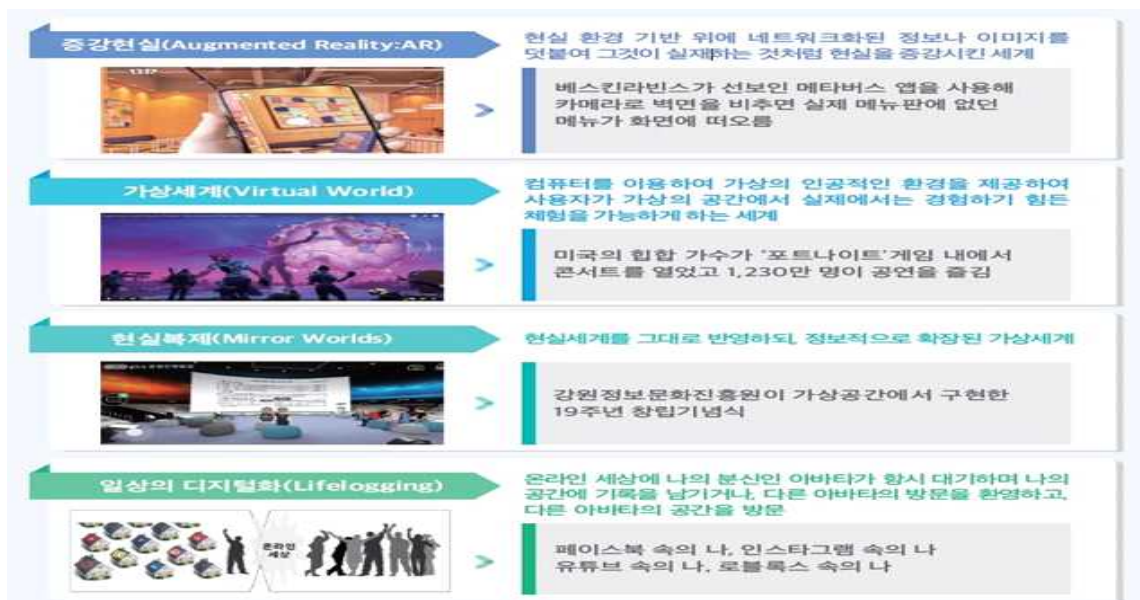 증강현실(Augmented Reality:AR)
현실 환경 기반 위에 네트워크화된 정보나 이미지를
덧붙여 그것이 실재하는 것처럼 현실을 증강시킨 세계
베스킨라빈스가 선보인 메타버스 앱을 사용해
카메라로 벽면을 비추면 실제 메뉴판에 없던
메뉴가 화면에 떠오름
가상세계(Virtual World)
컴퓨터를 이용하여 가상의 인공적인 환경을 제공하여
사용자가 가상의 공간에서 실제에서는 경험하기 힘든
체험을 가능하게 하는 세계
미국의 힙합 가수가 '포트나이트'게임 내에서
콘서트를 열었고 1,230만 명이 공연을 즐김
현실복제(Mirror Worlds)
현실세계를 그대로 반영하되, 정보적으로 확장된 가상세계
강원정보문화진흥원이 가상공간에서 구현한
19주년 창립기념식
일상의 디지털화(Lifelogging)
온라인 세상에 나의 분신인 아바타가 항시 대기하며 나의
공간에 기록을 남기거나, 다른 아바타의 방문을 환영하고,
다른 아바타의 공간을 방문
온라인
세상
페이스북 속의 나, 인스타그램 속의 나
유튜브 속의 나, 로블록스 속의 나